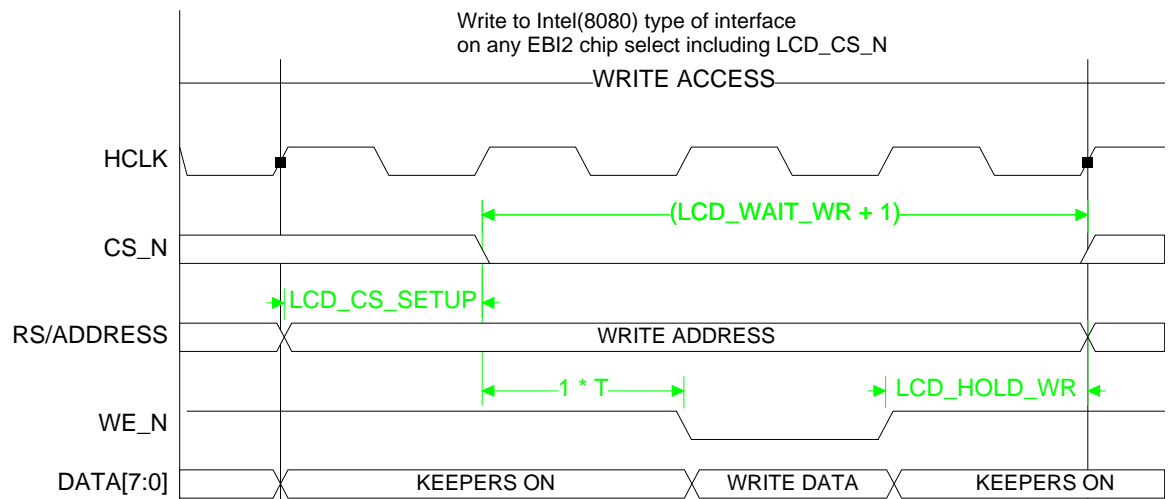 Write to Intel(8080) type of interface
on any EBI2 chip select including LCD_CS_N
WRITE ACCESS
HCLK
(LCD_WAIT_WR + 1)
CS_N
LCD_CS_SETUP
RS/ADDRESS
WRITE ADDRESS
1 * T
LCD_HOLD_WR
WE_N
DATA[7:0]
KEEPERS ON
WRITE DATA
KEEPERS ON